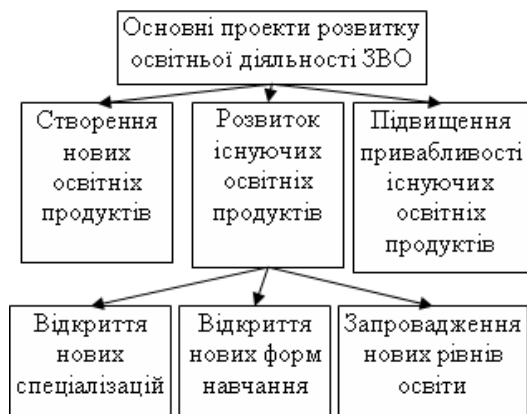 Основні проекти розвитку
освітньої діяльності ЗВО
Створення
нових
освітніх
продуктів
Розвиток
існуючих
освітніх
продуктів
Підвищення
привабливості
існуючих
освітніх
продуктів
Відкриття
нових
спеціалізацій
Відкриття
нових форм
навчання
Запровадження
нових рівнів
освіти